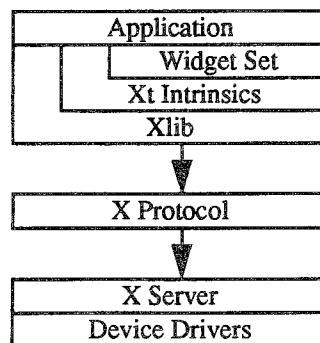 Application
Widget Set
Xt Intrinsics
Xlib
X Protocol
X Server
Device Drivers